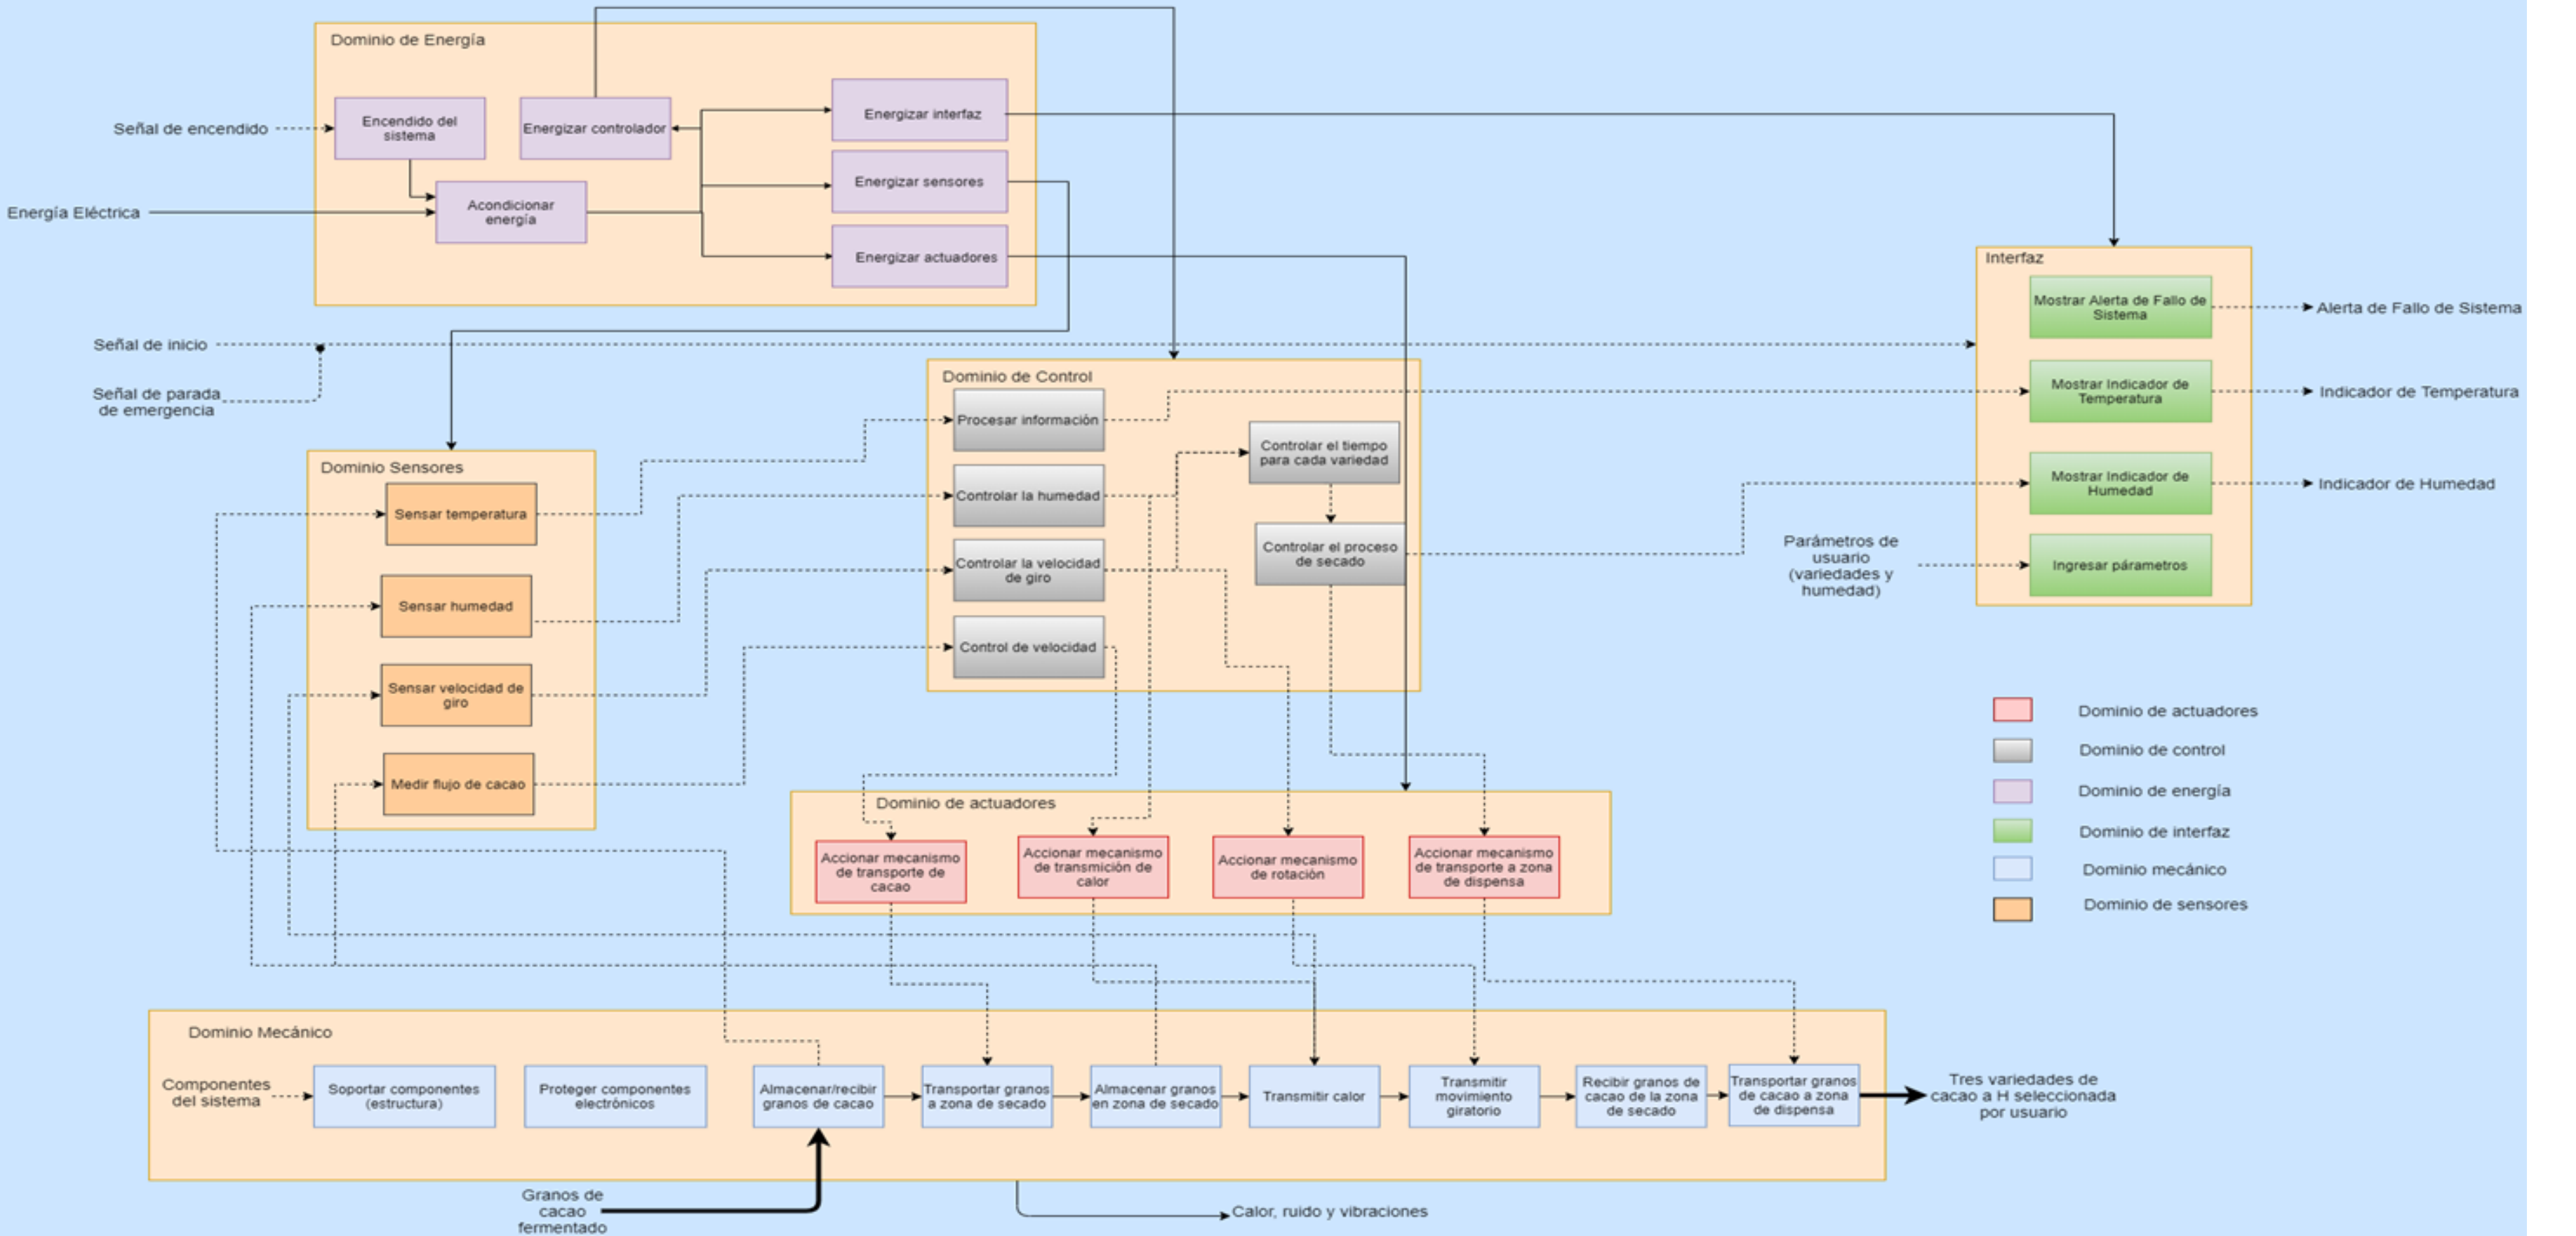 Dominio de Energía
Señal de encendido
Encendido del
sistema
Energizar controlador
Energizar interfaz
Energizar sensores
Energizar actuadores
Energía Eléctrica
Acondicionar
energía
Señal de inicio
Señal de parada
de emergencia
Interfaz
Mostrar Alerta de Fallo de
Sistema
Alerta de Fallo de Sistema
Mostrar Indicador de
Temperatura
Indicador de Temperatura
Mostrar Indicador de
Humedad
Indicador de Humedad
Parámetros de
usuario
(variedades y
humedad)
Ingresar párametros
Dominio de Control
Procesar información
Controlar la humedad
Controlar la velocidad
de giro
Control de velocidad
Controlar el tiempo
para cada variedad
Controlar el proceso
de secado
Dominio Sensores
Sensar temperatura
Sensar humedad
Sensar velocidad de
giro
Medir flujo de cacao
Dominio de actuadores
Dominio de control
Dominio de energía
Dominio de interfaz
Dominio mecánico
Dominio de sensores
Dominio de actuadores
Accionar mecanismo
de transporte de
cacao
Accionar mecanismo
de transmición de
calor
Accionar mecanismo
de rotación
Accionar mecanismo
de transporte a zona
de dispensa
Dominio Mecánico
Componentes
del sistema
Soportar componentes
(estructura)
Proteger componentes
electrónicos
Almacenar/recibir
granos de cacao
Transportar granos
a zona de secado
Almacenar granos
en zona de secado
Transmitir calor
Transmitir
movimiento
giratorio
Recibir granos de
cacao de la zona
de secado
Transportar granos
de cacao a zona
de dispensa
Tres variedades de
cacao a H seleccionada
por usuario
Granos de
cacao
fermentado
Calor, ruido y vibraciones